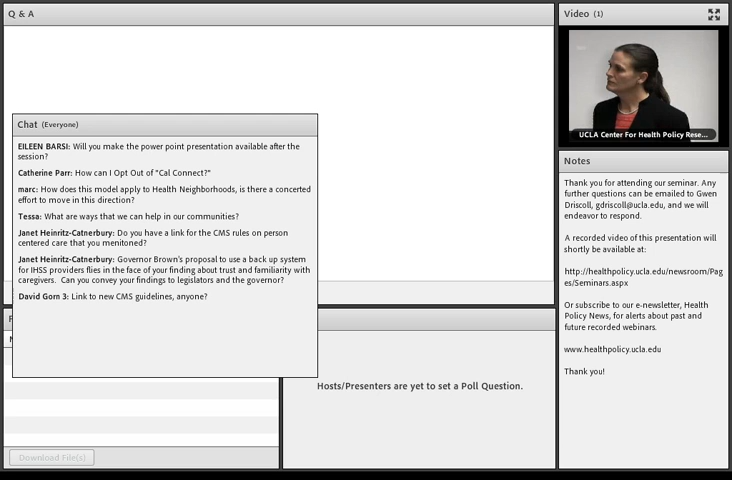 Q & A
Chat (Everyone)
EILEEN BARSI: Will you make the power point presentation available after the
session?
Catherine Parr: How can I Opt Out of "Cal Connect?"
marc: How does this model apply to Health Neighborhoods, is there a concerted
effort to move in this direction?
Tessa: What are ways that we can help in our communities?
Janet Heinritz-Catnerbury: Do you have a link for the CMS rules on person
centered care that you menitoned?
Janet Heinritz-Catnerbury: Governor Brown's proposal to use a back up system
for IHSS providers flies in the face of your finding about trust and familiarity with
caregivers. Can you convey your findings to legislators and the governor?
David Gorn 3: Link to new CMS guidelines, anyone?
Download File(s)
Hosts/Presenters are yet to set a Poll Question.
Video (1)
UCLA Center For Health Policy Rese...
Notes
Thank you for attending our seminar. Any
further questions can be emailed to Gwen
Driscoll, gdriscoll@ucla.edu, and we will
endeavor to respond.
A recorded video of this presentation will
shortly be available at:
http://healthpolicy.ucla.edu/newsroom/Pag
es/Seminars.aspx
Or subscribe to our e-newsletter, Health
Policy News, for alerts about past and
future recorded webinars.
www.healthpolicy.ucla.edu
Thank you!